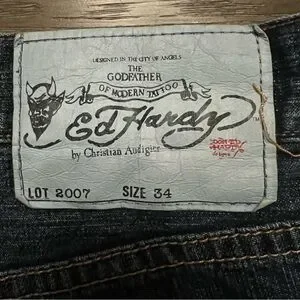 DESIGNED IN THE CITY OF ANGELS
THE
GODFATHER
OF MODERN TATTOO
Ed Hardy™
by Christian Audigier
LOT 2007 SIZE 34